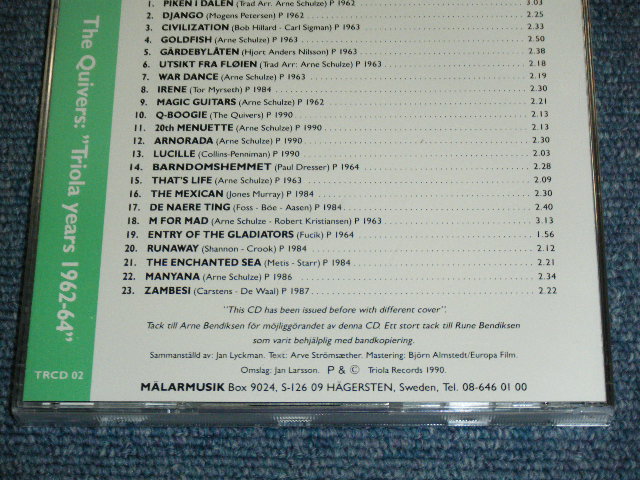 1. PIKEN I DALEN (Trad Arr. Arne Schulze) P 1962 3.03
2. DJANGO (Mogens Petersen) P 1962 2.25
3. CIVILIZATION (Bob Hillard - Carl Sigman) P 1963 2.33
4. GOLDFISH (Arne Schulze) P 1963 2.50
5. GÄRDEBYLÅTEN (Hjort Anders Nilsson) P 1963 2.38
6. UTSIKT FRA FLØIEN (Trad Arr: Arne Schulze) P 1963 2.18
7. WAR DANCE (Arne Schulze) P 1963 2.19
8. IRENE (Tor Myrseth) P 1984 2.30
9. MAGIC GUITARS (Arne Schulze) P 1962 2.21
10. Q-BOOGIE (The Quivers) P 1990 2.13
11. 20th MENUETTE (Arne Schulze) P 1990 2.13
12. ARNORADA (Arne Schulze) P 1990 2.30
13. LUCILLE (Collins-Penniman) P 1990 2.03
14. BARNDOMSHEMMET (Paul Dresser) P 1964 2.28
15. THAT'S LIFE (Arne Schulze) P 1963 2.09
16. THE MEXICAN (Jones Murray) P 1984 2.30
17. DE NAERE TING (Foss - Böe - Aasen) P 1984 2.40
18. M FOR MAD (Arne Schulze - Robert Kristiansen) P 1963 3.13
19. ENTRY OF THE GLADIATORS (Fucik) P 1964 1.56
20. RUNAWAY (Shannon - Crook) P 1984 2.12
21. THE ENCHANTED SEA (Metis - Starr) P 1984 2.21
22. MANYANA (Arne Schulze) P 1986 2.34
23. ZAMBESI (Carstens - De Waal) P 1987 2.22
"This CD has been issued before with different cover".
Tack till Arne Bendiksen för möjliggörandet av denna CD. Ett stort tack till Rune Bendiksen
som varit behjälplig med bandkopiering.
Sammanställd av: Jan Lyckman. Text: Arve Strömsæther. Mastering: Björn Almstedt/Europa Film.
Omslag: Jan Larsson. P & © Triola Records 1990.
MÄLARMUSIK Box 9024, S-126 09 HÄGERSTEN, Sweden, Tel. 08-646 01 00
The Quivers: "Triola years 1962-64"
TRCD 02